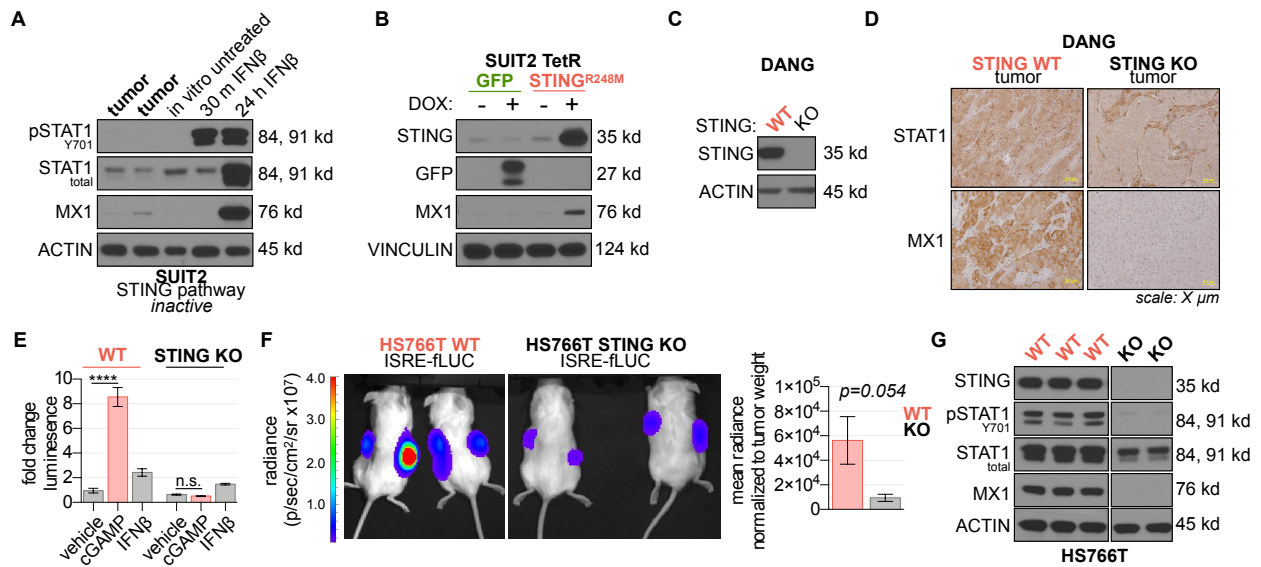 A
tumor
tumor
in vitro untreated
30 m IFNβ
24 h IFNβ
pSTAT1
Y701
84, 91 kd
STAT1
total
84, 91 kd
MX1
76 kd
ACTIN
45 kd
SUIT2
STING pathway
inactive
B
SUIT2 TetR
GFP STINGR248M
DOX: - + - +
STING
35 kd
GFP
27 kd
MX1
76 kd
VINCULIN
124 kd
C
DANG
STING: WT KO
STING
35 kd
ACTIN
45 kd
D
DANG
STING WT STING KO
tumor tumor
STAT1
MX1
scale: X µm
E
WT STING KO
fold change
luminesence
10
8
6
4
2
0
****
n.s.
vehicle
cGAMP
IFNβ
vehicle
cGAMP
IFNβ
F
HS766T WT HS766T STING KO
ISRE-fLUC ISRE-fLUC
radiance
(p/sec/cm²/sr x10⁷)
4.0
3.0
2.0
1.0
mean radiance
normalized to tumor weight
1×10⁵
8×10⁴
6×10⁴
4×10⁴
2×10⁴
0
p=0.054
WT
KO
G
WT WT WT KO KO
STING
35 kd
pSTAT1
Y701
84, 91 kd
STAT1
total
84, 91 kd
MX1
76 kd
ACTIN
45 kd
HS766T